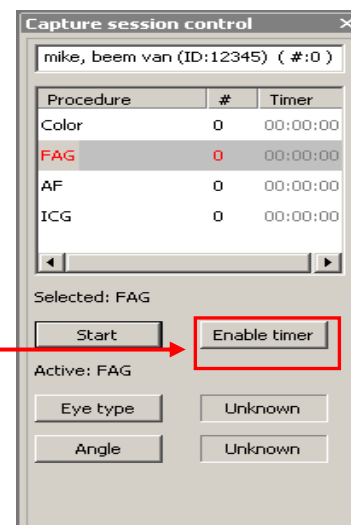 Capture session control
mike, beem van (ID:12345) ( #:0 )
Procedure # Timer
Color 0 00:00:00
FAG 0 00:00:00
AF 0 00:00:00
ICG 0 00:00:00
Selected: FAG
Start Enable timer
Active: FAG
Eye type Unknown
Angle Unknown